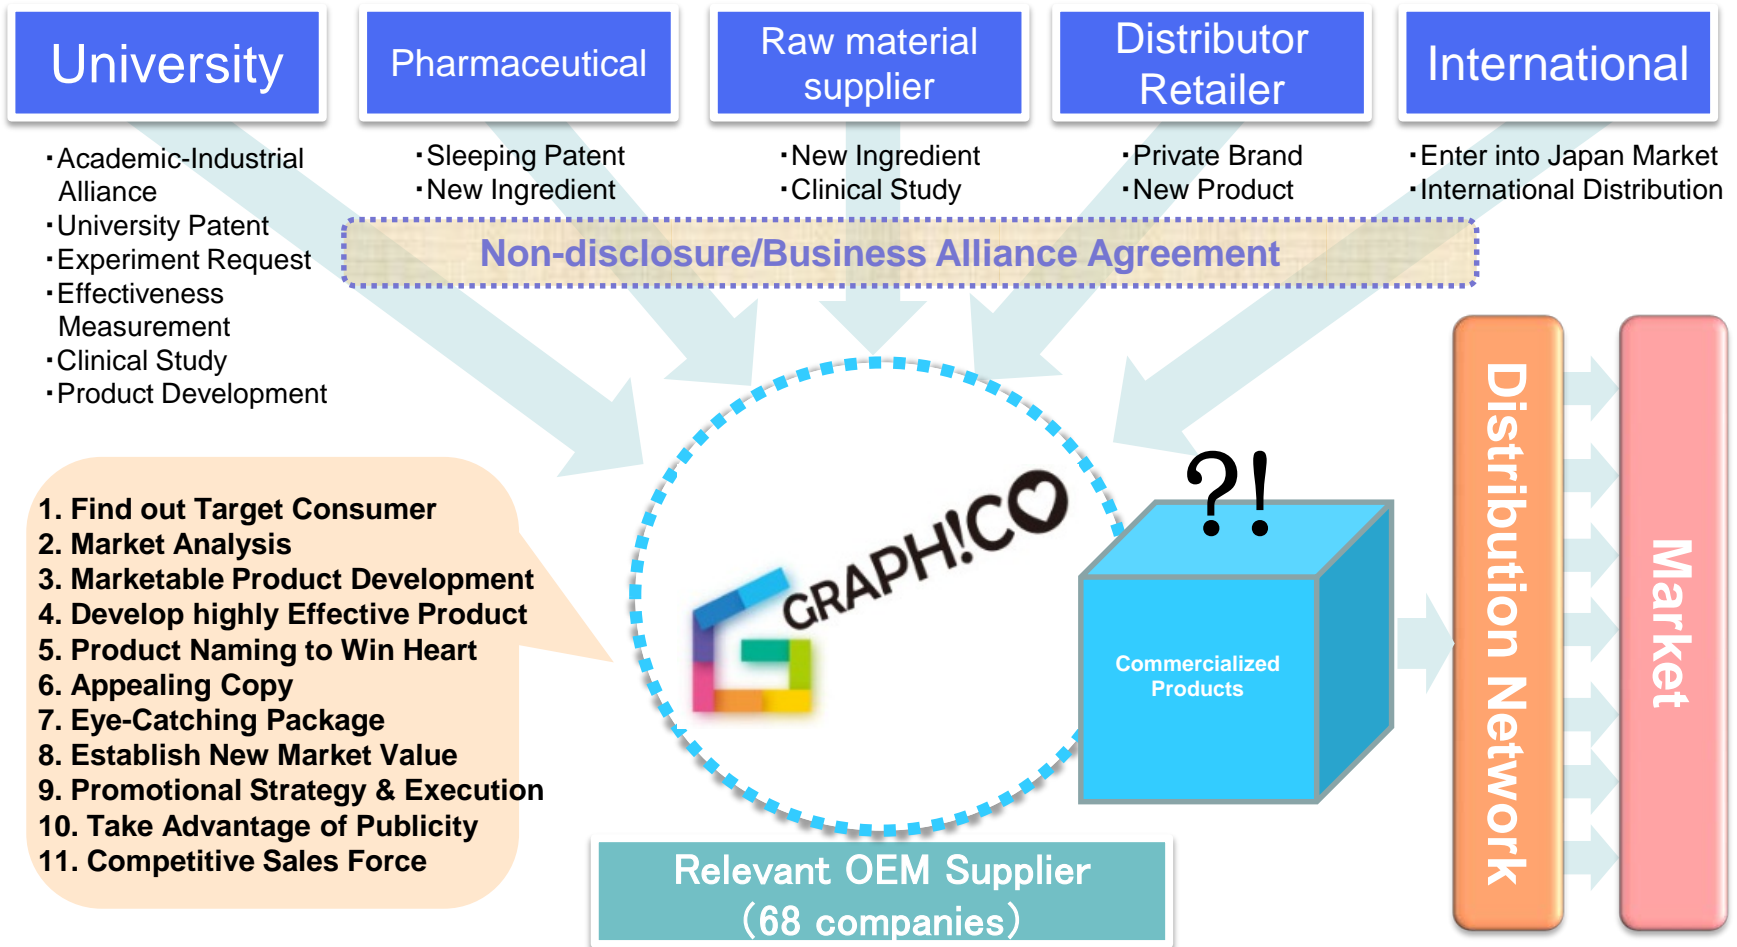 University
Pharmaceutical
Raw material
supplier
Distributor
Retailer
International
・Academic-Industrial
Alliance
・University Patent
・Experiment Request
・Effectiveness
Measurement
・Clinical Study
・Product Development
・Sleeping Patent
・New Ingredient
・New Ingredient
・Clinical Study
・Private Brand
・New Product
・Enter into Japan Market
・International Distribution
Non-disclosure/Business Alliance Agreement
1. Find out Target Consumer
2. Market Analysis
3. Marketable Product Development
4. Develop highly Effective Product
5. Product Naming to Win Heart
6. Appealing Copy
7. Eye-Catching Package
8. Establish New Market Value
9. Promotional Strategy & Execution
10. Take Advantage of Publicity
11. Competitive Sales Force
GRAPH!CO
?!
Commercialized
Products
Distribution Network
Market
Relevant OEM Supplier
（68 companies）